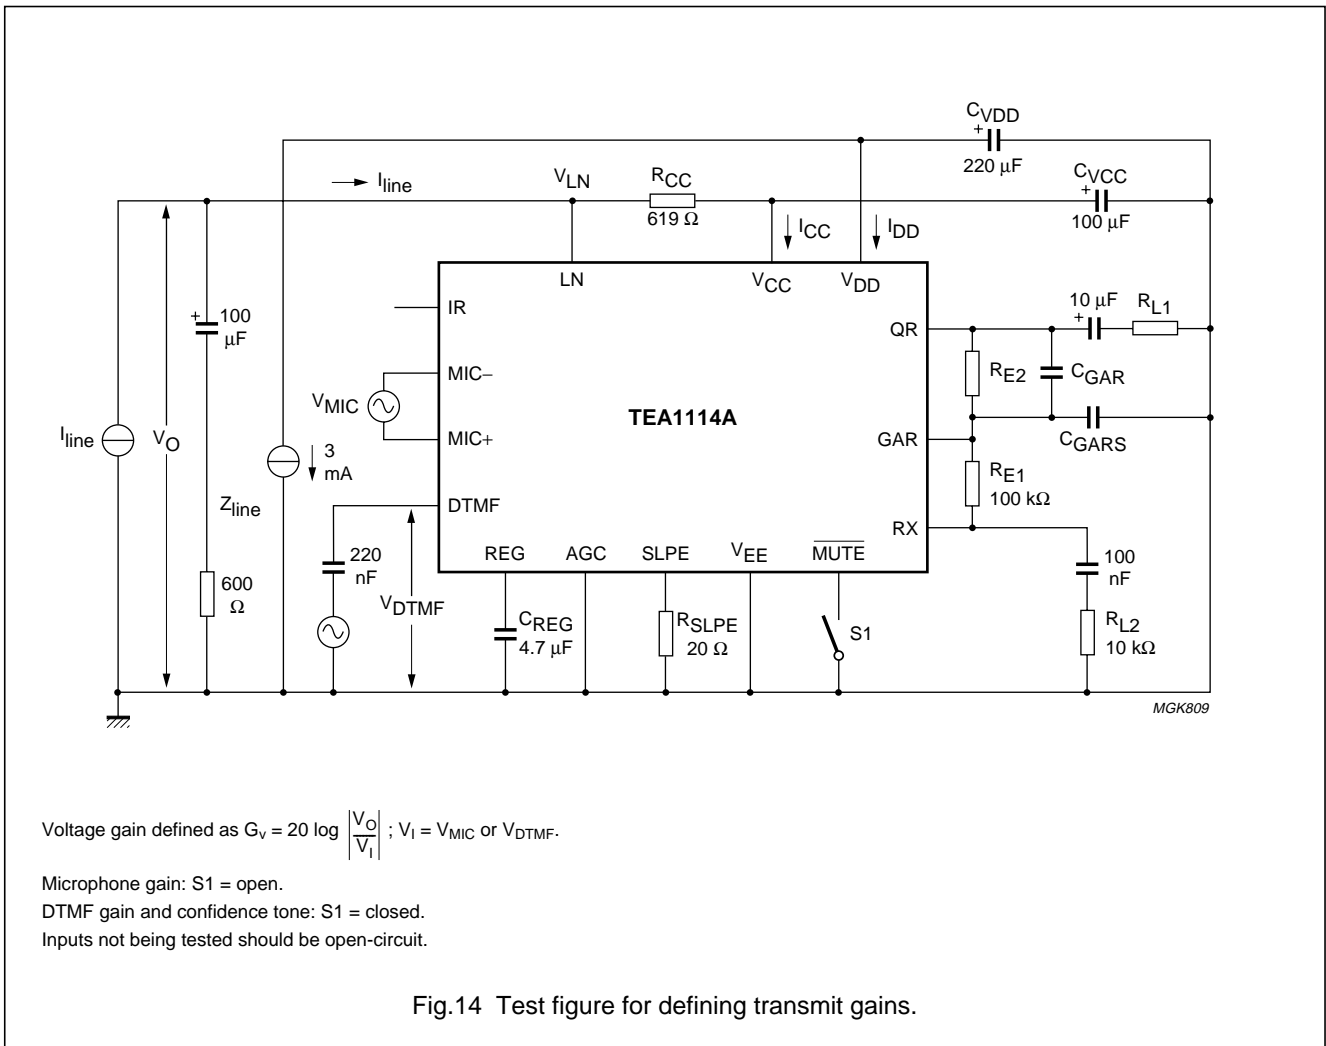 CVDD
+
220 µF
CVCC
+
100 µF
Iline
VLN
RCC
619 Ω
ICC
IDD
LN
VCC
VDD
IR
MIC−
MIC+
VMIC
DTMF
TEA1114A
QR
GAR
RX
10 µF
+
RL1
RE2
CGAR
CGARS
RE1
100 kΩ
+ 100
µF
Iline
VO
3
mA
Zline
600
Ω
220
nF
VDTMF
REG
AGC
SLPE
VEE
MUTE
CREG
4.7 µF
RSLPE
20 Ω
S1
100
nF
RL2
10 kΩ
MGK809
Voltage gain defined as Gv = 20 log |VO/VI| ; VI = VMIC or VDTMF.
Microphone gain: S1 = open.
DTMF gain and confidence tone: S1 = closed.
Inputs not being tested should be open-circuit.
Fig.14 Test figure for defining transmit gains.